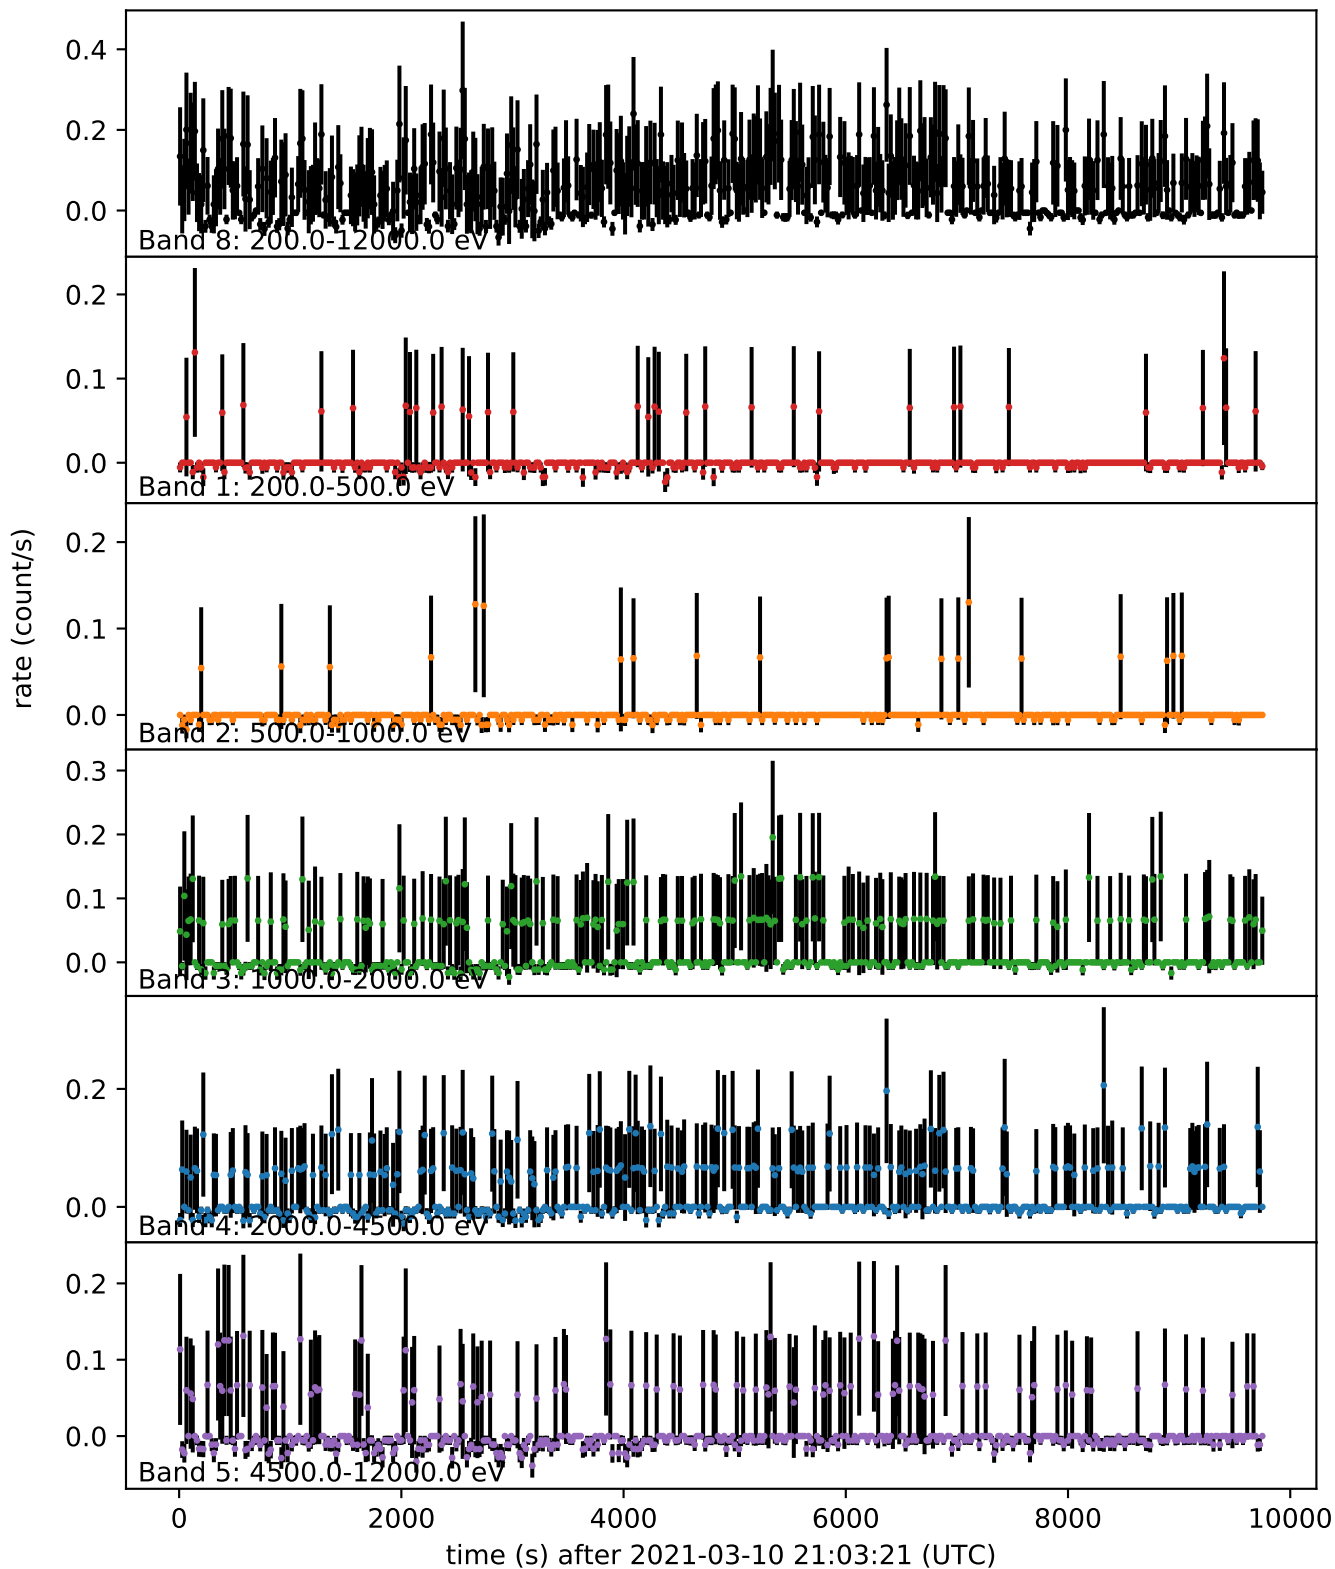 0.4
0.2
0.0
Band 8: 200.0-12000.0 eV
0.2
0.1
0.0
Band 1: 200.0-500.0 eV
rate (count/s)
0.2
0.1
0.0
Band 2: 500.0-1000.0 eV
0.3
0.2
0.1
0.0
Band 3: 1000.0-2000.0 eV
0.2
0.0
Band 4: 2000.0-4500.0 eV
0.2
0.1
0.0
Band 5: 4500.0-12000.0 eV
0 2000 4000 6000 8000 10000
time (s) after 2021-03-10 21:03:21 (UTC)